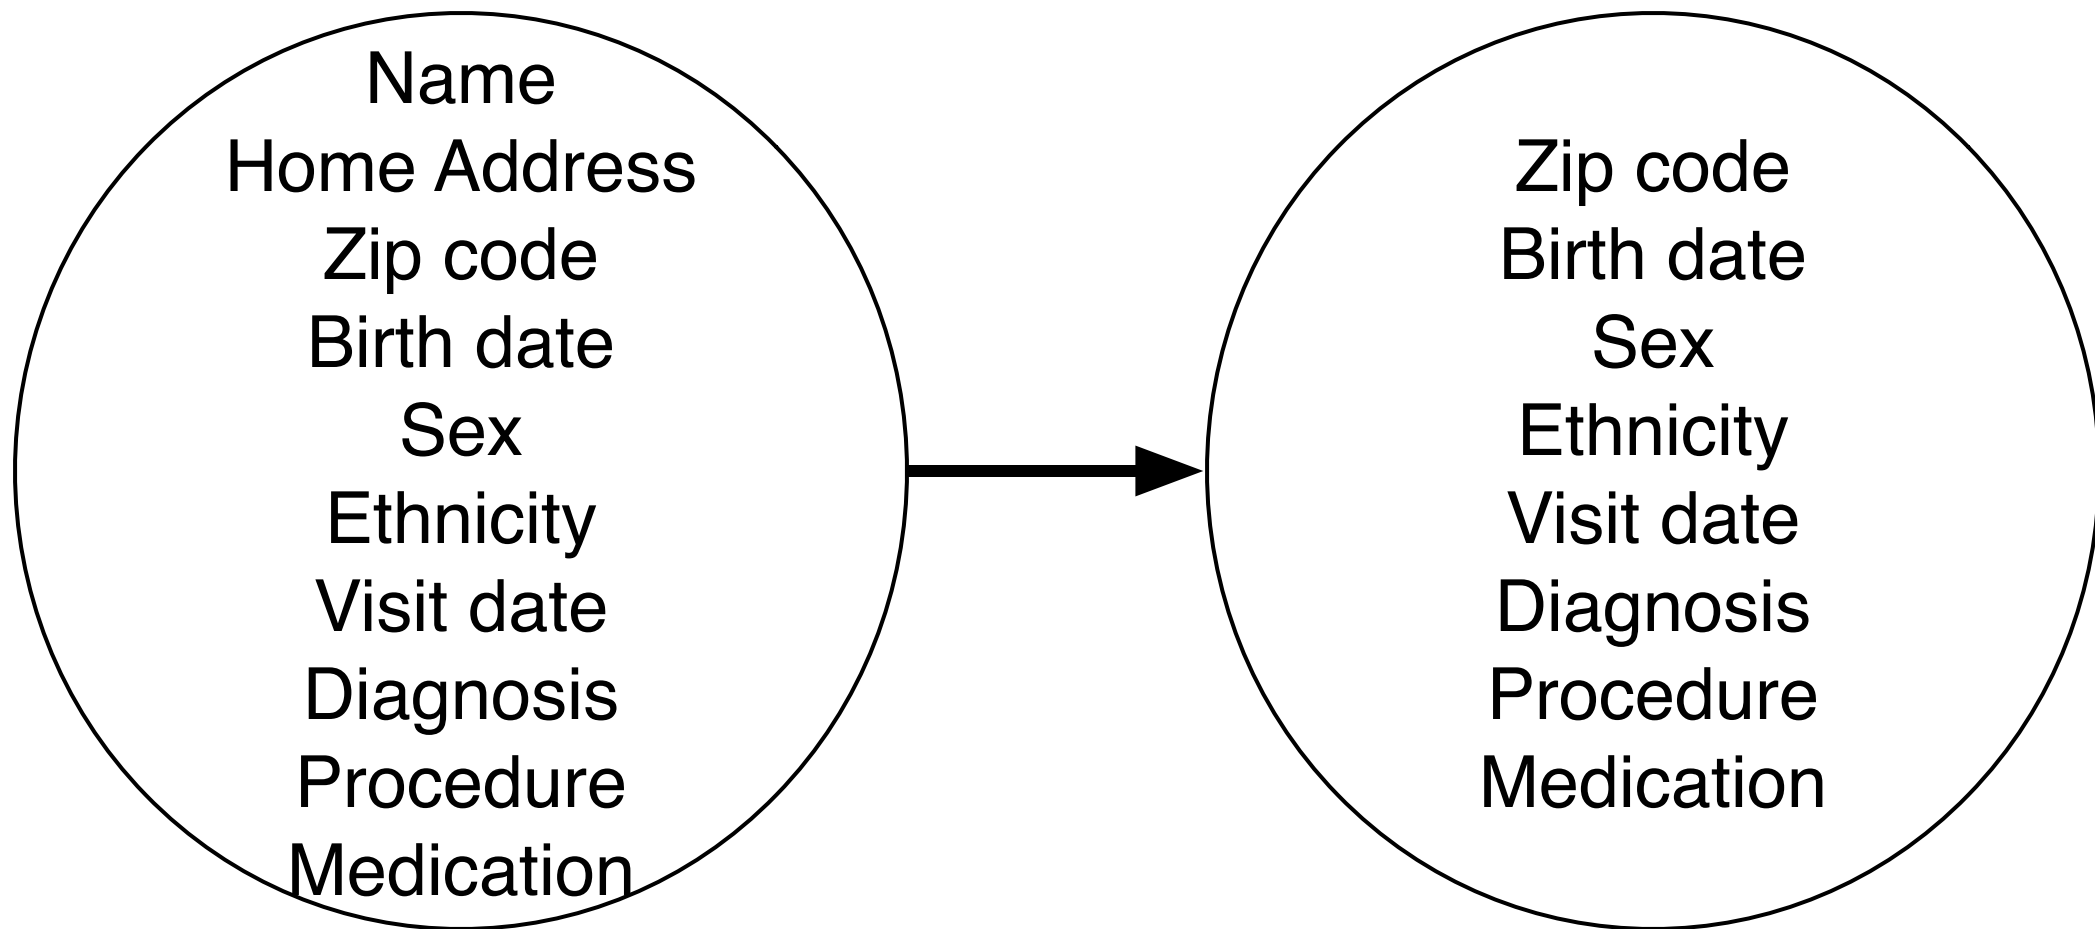 Name
Home Address
Zip code
Birth date
Sex
Ethnicity
Visit date
Diagnosis
Procedure
Medication
Zip code
Birth date
Sex
Ethnicity
Visit date
Diagnosis
Procedure
Medication